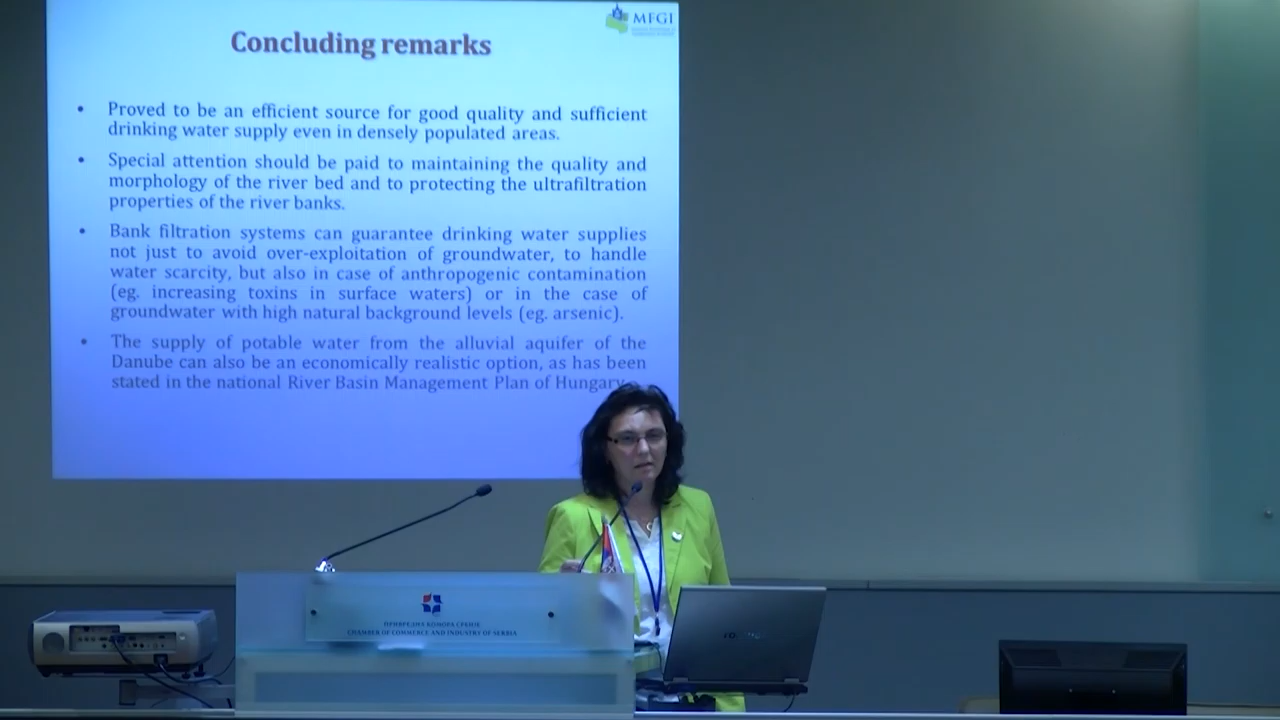 MFGI
Concluding remarks
• Proved to be an efficient source for good quality and sufficient
drinking water supply even in densely populated areas.
• Special attention should be paid to maintaining the quality and
morphology of the river bed and to protecting the ultrafiltration
properties of the river banks.
• Bank filtration systems can guarantee drinking water supplies
not just to avoid over-exploitation of groundwater, to handle
water scarcity, but also in case of anthropogenic contamination
(eg. increasing toxins in surface waters) or in the case of
groundwater with high natural background levels (eg. arsenic).
• The supply of potable water from the alluvial aquifer of the
Danube can also be an economically realistic option, as has been
stated in the national River Basin Management Plan of Hungary
ПРИВРЕДНА КОМОРА СРБИЈЕ
CHAMBER OF COMMERCE AND INDUSTRY OF SERBIA